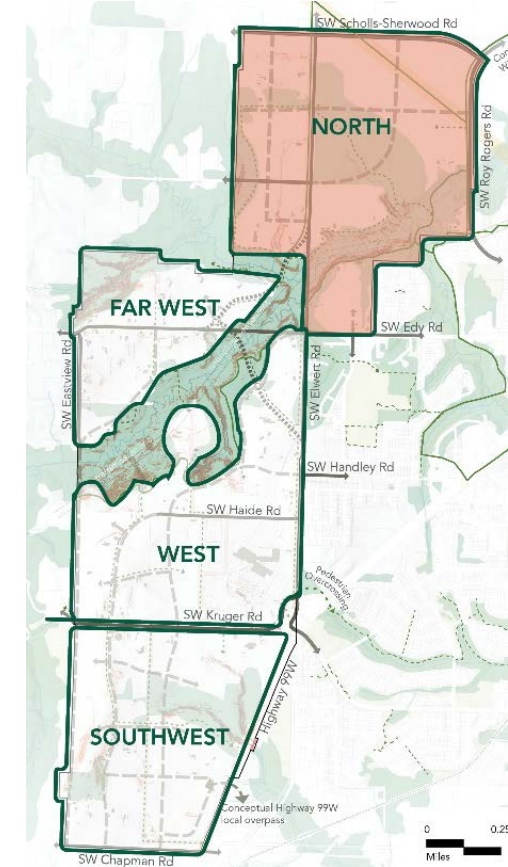 SW Scholls-Sherwood Rd
NORTH
SW Roy Rogers Rd
FAR WEST
SW Edy Rd
SW Eastview Rd
SW Elwert Rd
SW Handley Rd
SW Haide Rd
WEST
Pedestrian
Overcrossing
SW Kruger Rd
Highway 99W
SOUTHWEST
Conceptual Highway 99W
local overpass
SW Chapman Rd
0 0.25
Miles